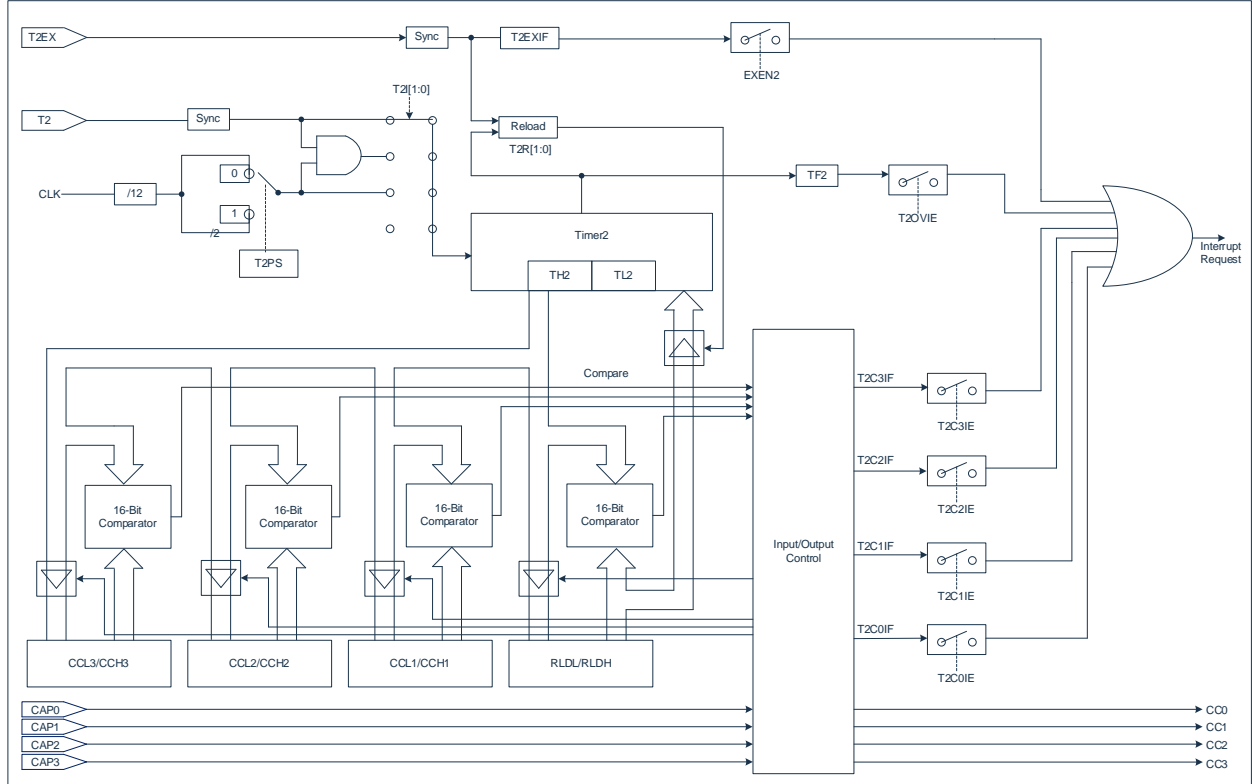 T2EX
Sync
T2EXIF
EXEN2
T2I[1:0]
T2
Sync
Reload
T2R[1:0]
CLK
/12
0
1
/2
T2PS
TF2
T2OVIE
Timer2
TH2
TL2
Interrupt
Request
Compare
16-Bit
Comparator
16-Bit
Comparator
16-Bit
Comparator
16-Bit
Comparator
Input/Output
Control
T2C3IF
T2C3IE
T2C2IF
T2C2IE
T2C1IF
T2C1IE
T2C0IF
T2C0IE
CCL3/CCH3
CCL2/CCH2
CCL1/CCH1
RLDL/RLDH
CAP0
CAP1
CAP2
CAP3
CC0
CC1
CC2
CC3